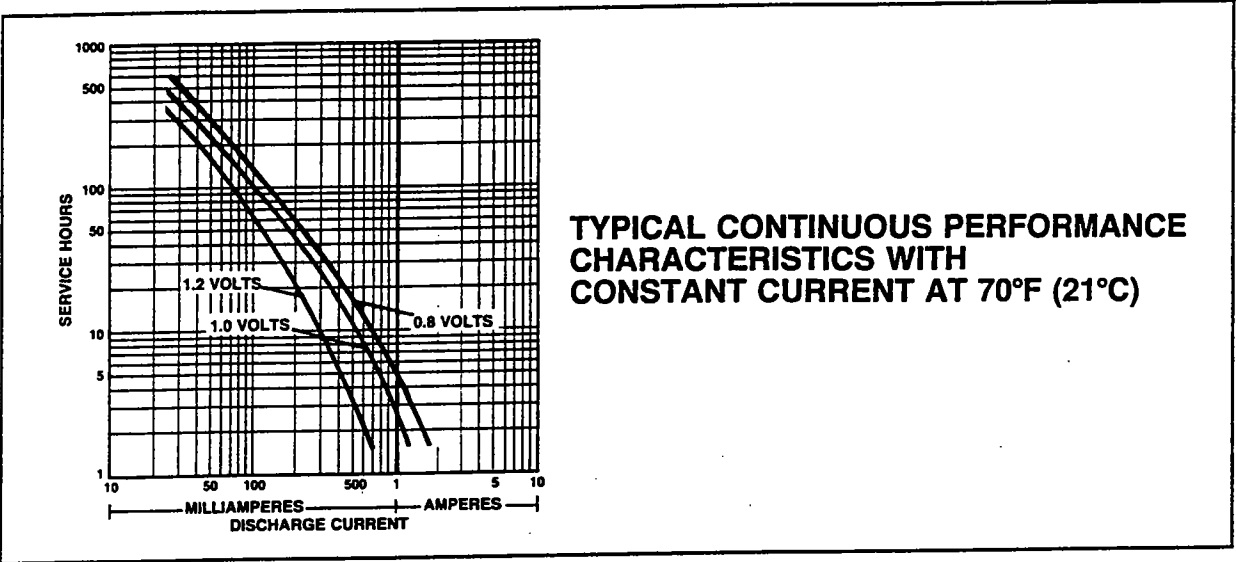 1000
500
100
50
10
5
1
SERVICE HOURS
1.2 VOLTS
1.0 VOLTS
0.8 VOLTS
10 50 100 500 1 5 10
MILLIAMPERES AMPERES
DISCHARGE CURRENT
TYPICAL CONTINUOUS PERFORMANCE
CHARACTERISTICS WITH
CONSTANT CURRENT AT 70°F (21°C)